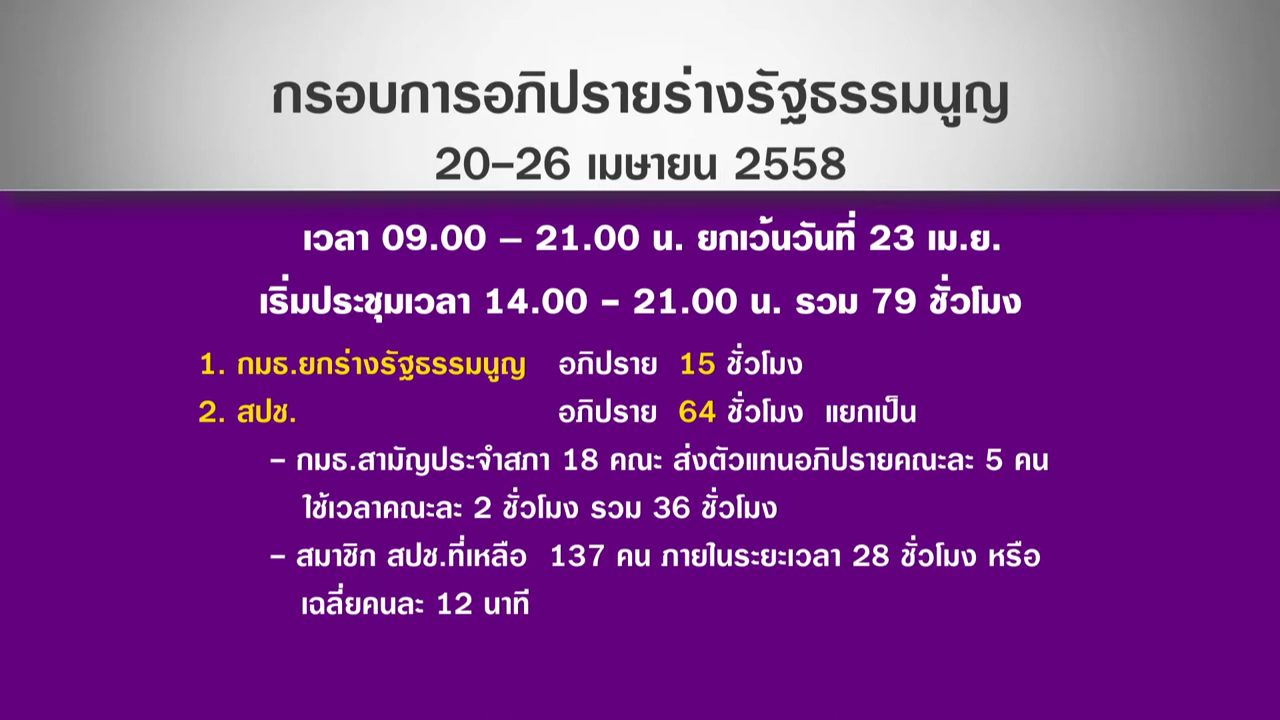 กรอบการอภิปรายร่างรัฐธรรมนูญ
20–26 เมษายน 2558
เวลา 09.00 – 21.00 น. ยกเว้นวันที่ 23 เม.ย.
เริ่มประชุมเวลา 14.00 – 21.00 น. รวม 79 ชั่วโมง
1. กมธ.ยกร่างรัฐธรรมนูญ อภิปราย 15 ชั่วโมง
2. สปช. อภิปราย 64 ชั่วโมง แยกเป็น
– กมธ.สามัญประจำสภา 18 คณะ ส่งตัวแทนอภิปรายคณะละ 5 คน
ใช้เวลาคณะละ 2 ชั่วโมง รวม 36 ชั่วโมง
– สมาชิก สปช.ที่เหลือ 137 คน ภายในระยะเวลา 28 ชั่วโมง หรือ
เฉลี่ยคนละ 12 นาที